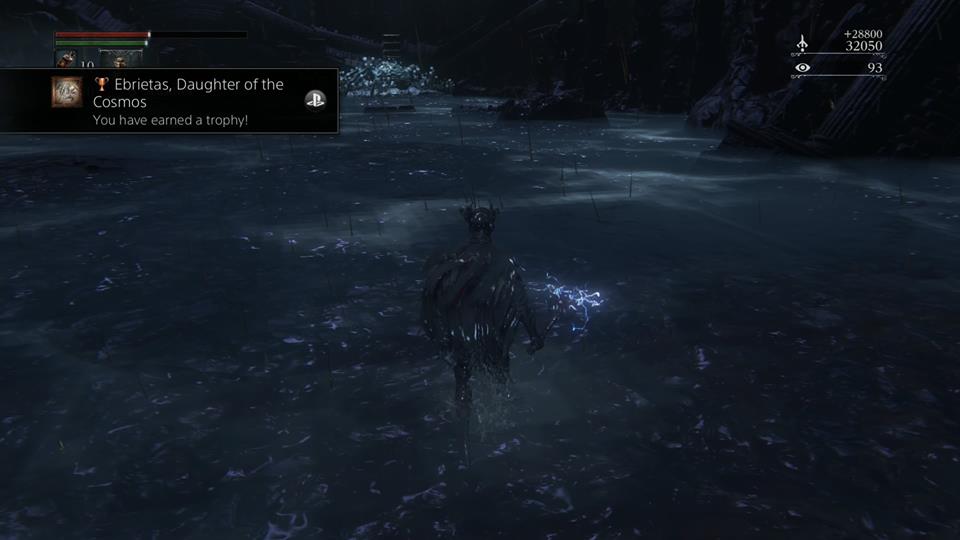 +28800
32050
10
93
Ebrietas, Daughter of the
Cosmos
You have earned a trophy!